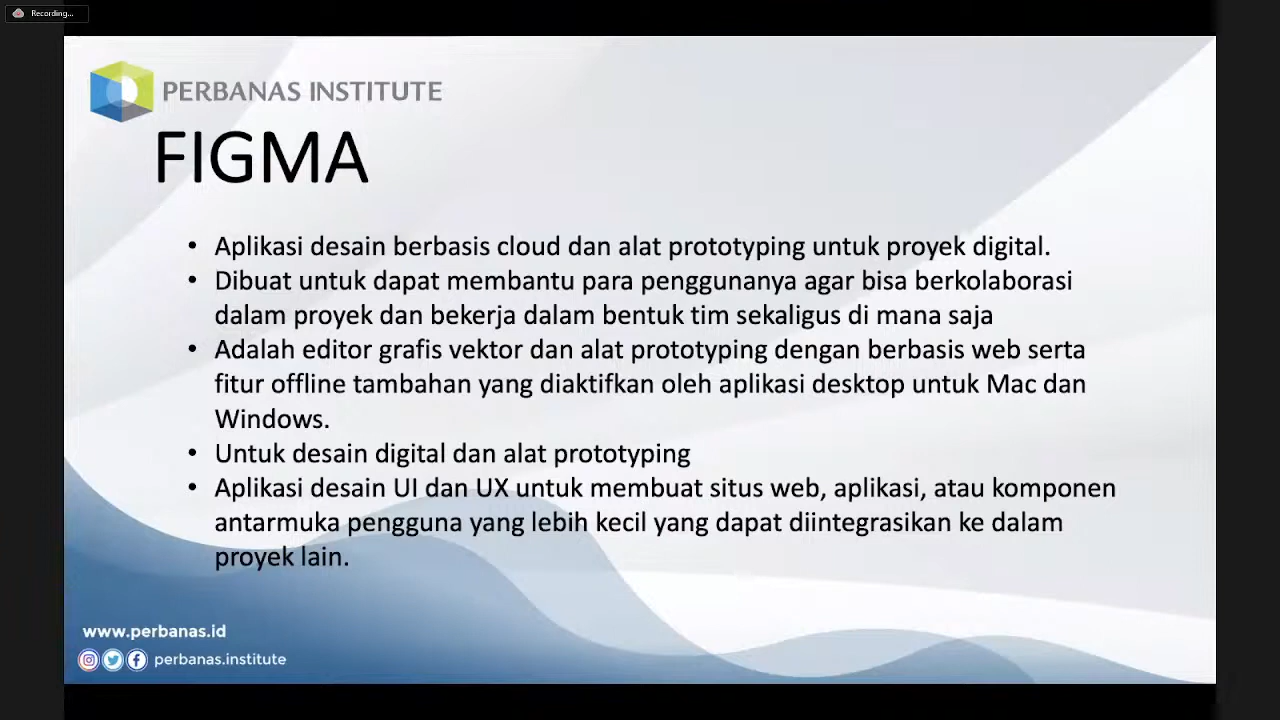 Recording...
PERBANAS INSTITUTE
FIGMA
• Aplikasi desain berbasis cloud dan alat prototyping untuk proyek digital.
• Dibuat untuk dapat membantu para penggunanya agar bisa berkolaborasi
dalam proyek dan bekerja dalam bentuk tim sekaligus di mana saja
• Adalah editor grafis vektor dan alat prototyping dengan berbasis web serta
fitur offline tambahan yang diaktifkan oleh aplikasi desktop untuk Mac dan
Windows.
• Untuk desain digital dan alat prototyping
• Aplikasi desain UI dan UX untuk membuat situs web, aplikasi, atau komponen
antarmuka pengguna yang lebih kecil yang dapat diintegrasikan ke dalam
proyek lain.
www.perbanas.id
perbanas.institute